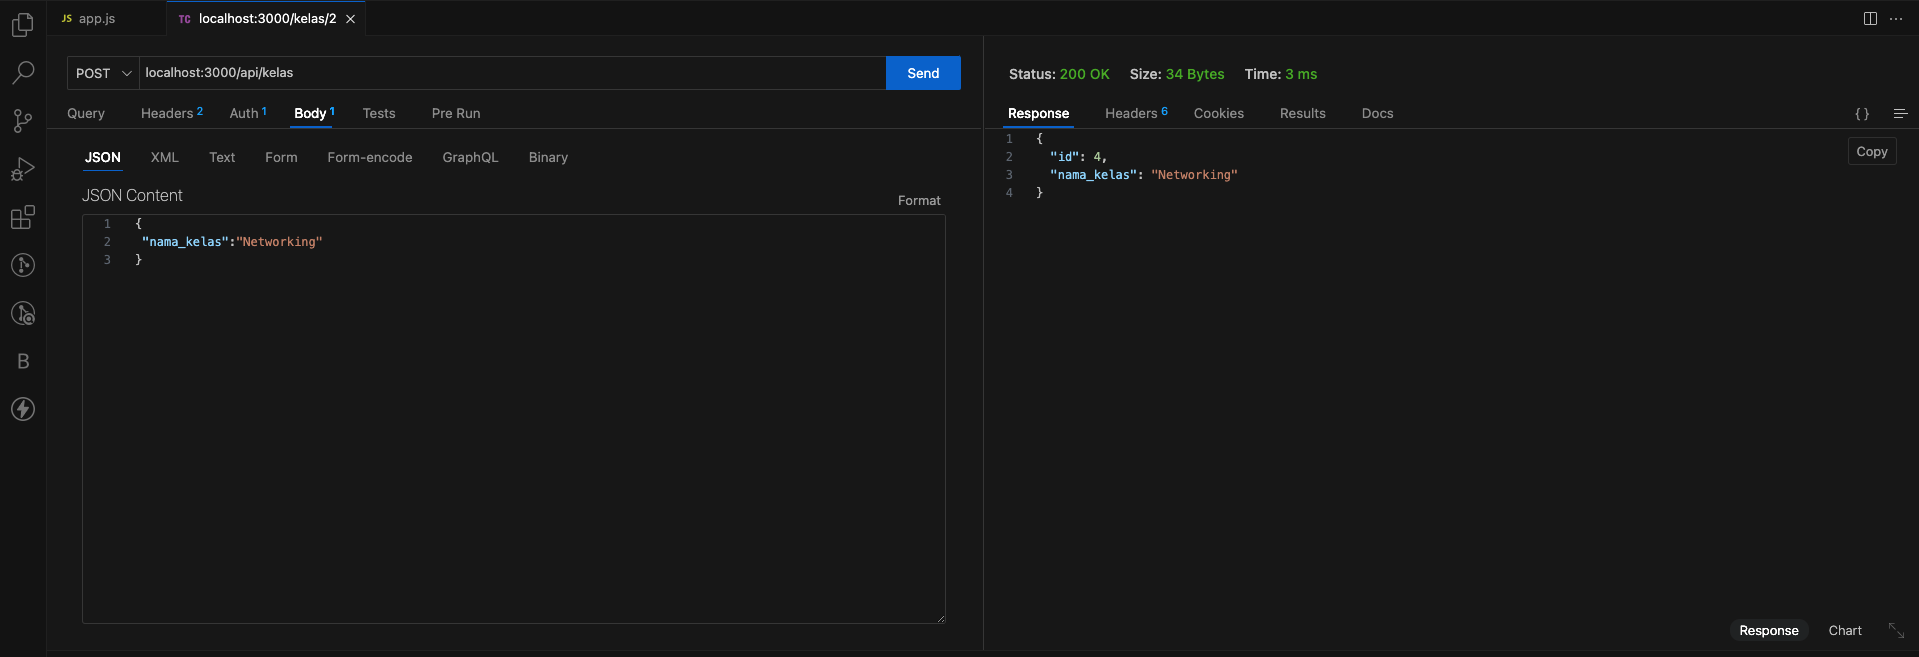 JS app.js
TC localhost:3000/kelas/2
POST localhost:3000/api/kelas Send
Query Headers 2 Auth 1 Body 1 Tests Pre Run
JSON XML Text Form Form-encode GraphQL Binary
JSON Content
Format
1 {
2 "nama_kelas":"Networking"
3 }
Status: 200 OK Size: 34 Bytes Time: 3 ms
Response Headers 6 Cookies Results Docs { }
Copy
1 {
2 "id": 4,
3 "nama_kelas": "Networking"
4 }
Response Chart
B